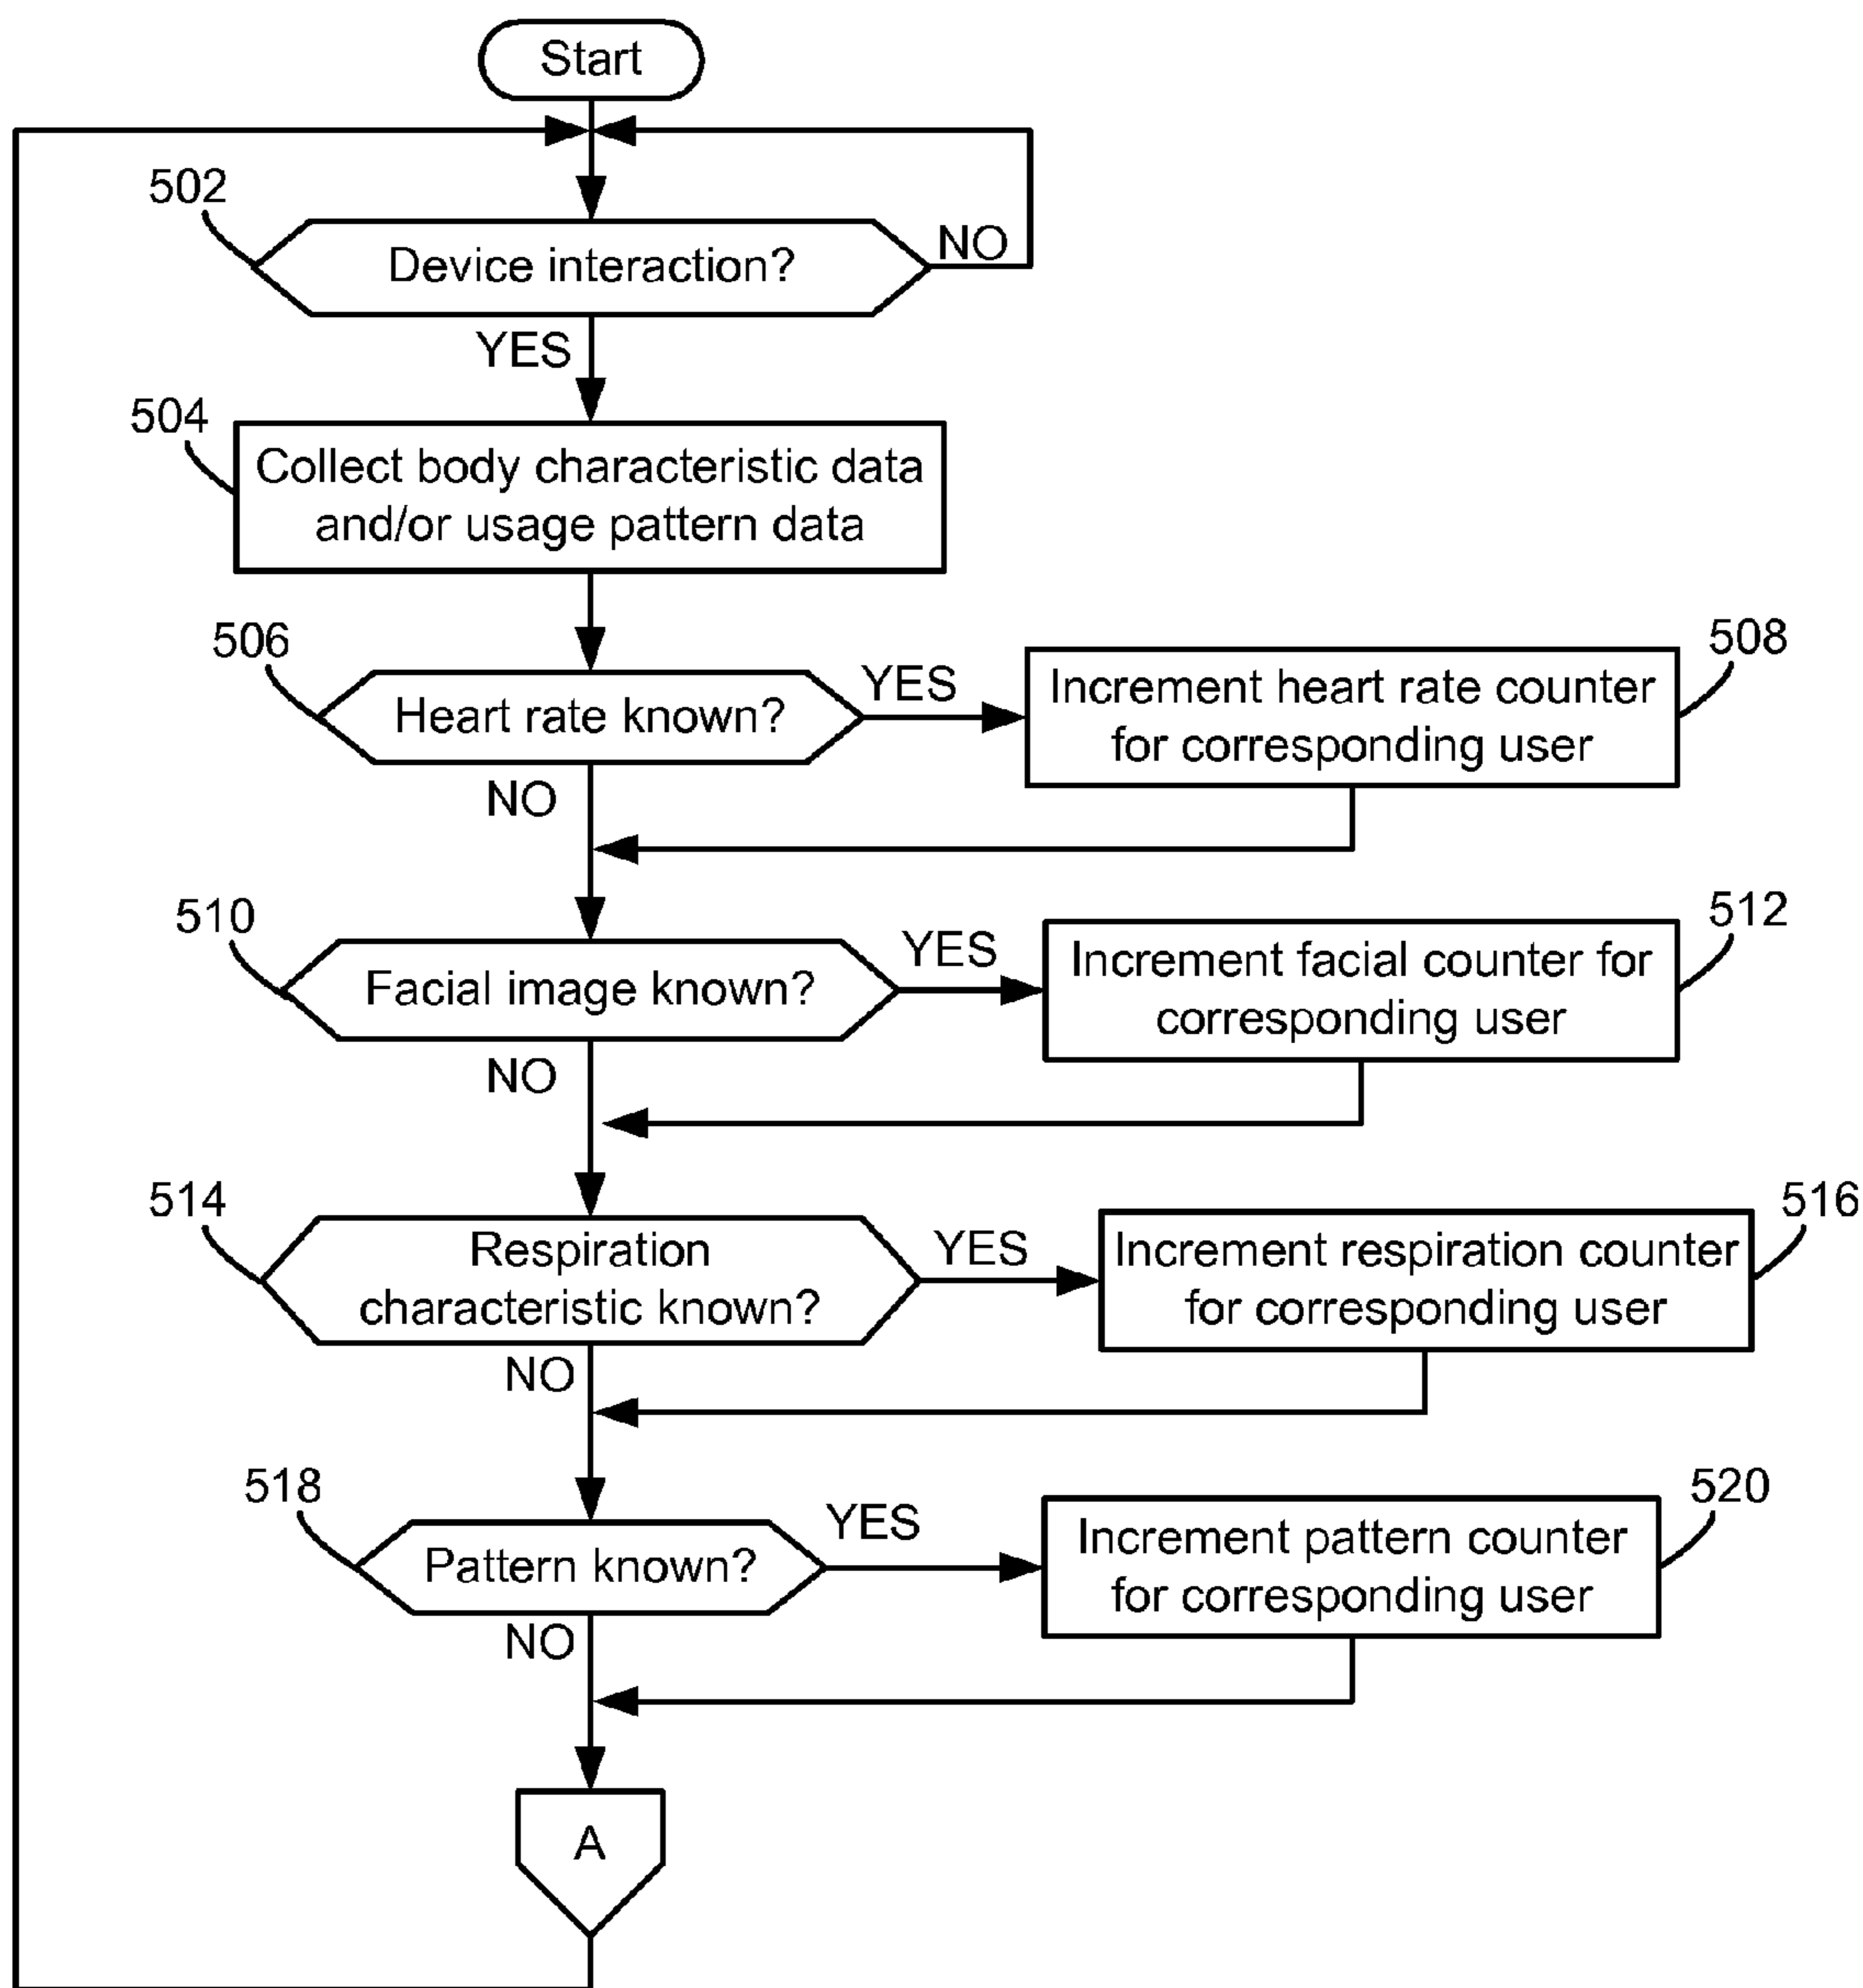 Start
502
Device interaction?
NO
YES
504
Collect body characteristic data
and/or usage pattern data
506
Heart rate known?
YES
508
Increment heart rate counter
for corresponding user
NO
510
Facial image known?
YES
512
Increment facial counter for
corresponding user
NO
514
Respiration
characteristic known?
YES
516
Increment respiration counter
for corresponding user
NO
518
Pattern known?
YES
520
Increment pattern counter
for corresponding user
NO
A